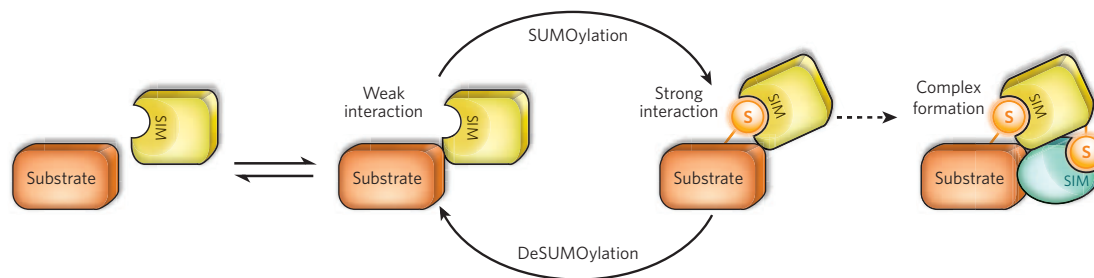 SUMOylation
Weak
interaction
Strong
interaction
Complex
formation
SIM
SIM
SIM
SIM
S
S
S
Substrate
Substrate
Substrate
Substrate
SIM
DeSUMOylation